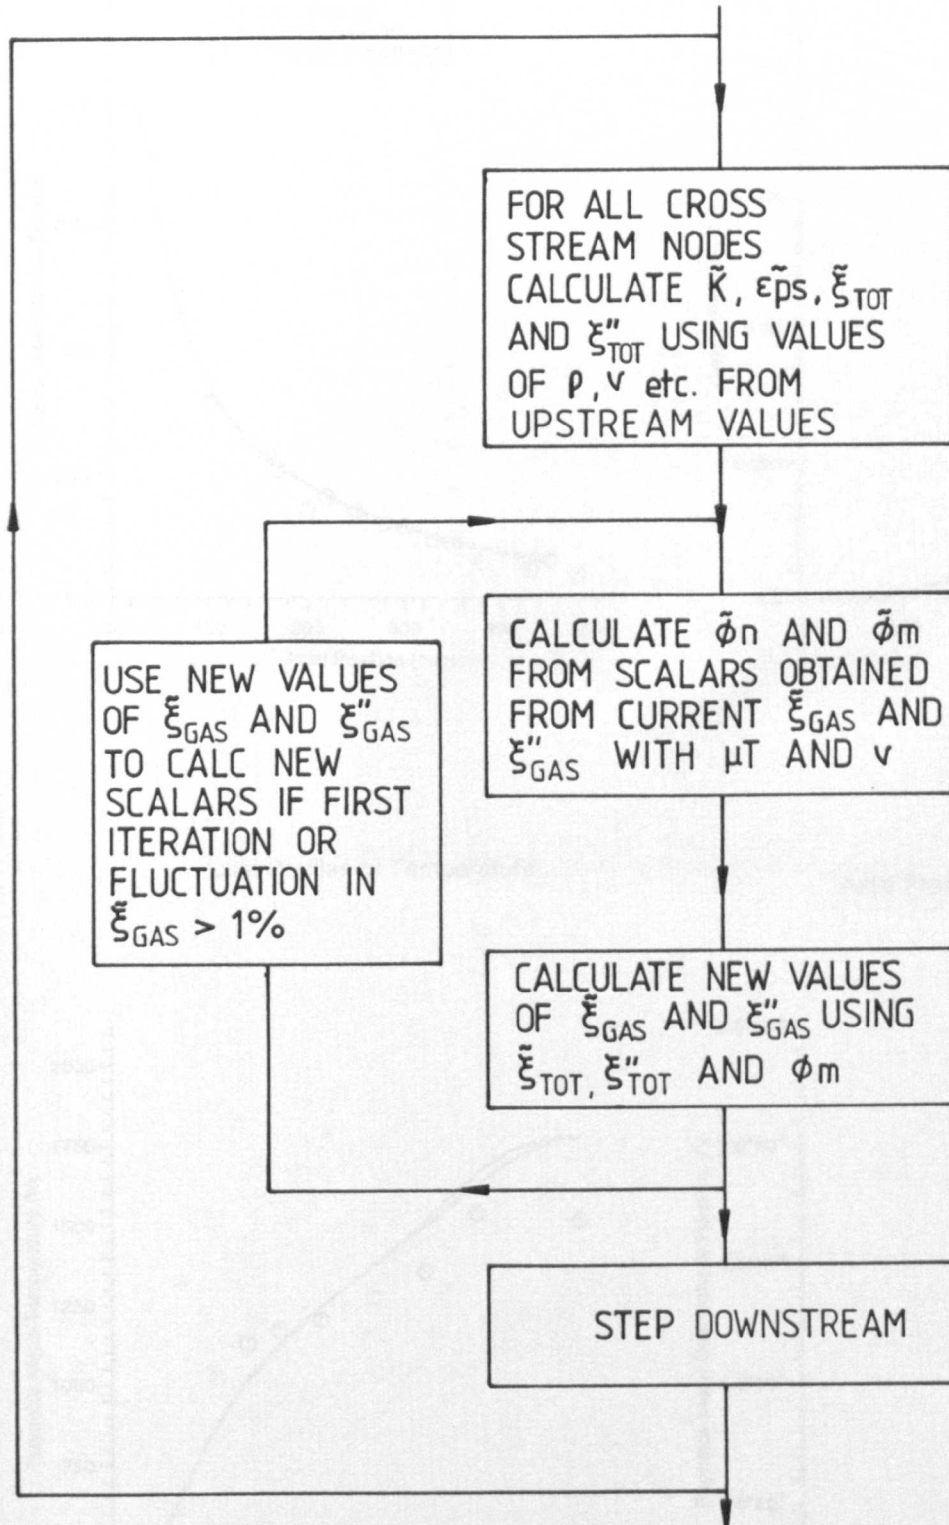 FOR ALL CROSS
STREAM NODES
CALCULATE K̃, εp̃s, ξ̃TOT
AND ξ″TOT USING VALUES
OF ρ, v etc. FROM
UPSTREAM VALUES
CALCULATE φ̃n AND φ̃m
FROM SCALARS OBTAINED
FROM CURRENT ξ̃GAS AND
ξ″GAS WITH μT AND v
USE NEW VALUES
OF ξ̃GAS AND ξ″GAS
TO CALC NEW
SCALARS IF FIRST
ITERATION OR
FLUCTUATION IN
ξ̃GAS > 1%
CALCULATE NEW VALUES
OF ξ̃GAS AND ξ″GAS USING
ξ̃TOT, ξ″TOT AND φm
STEP DOWNSTREAM